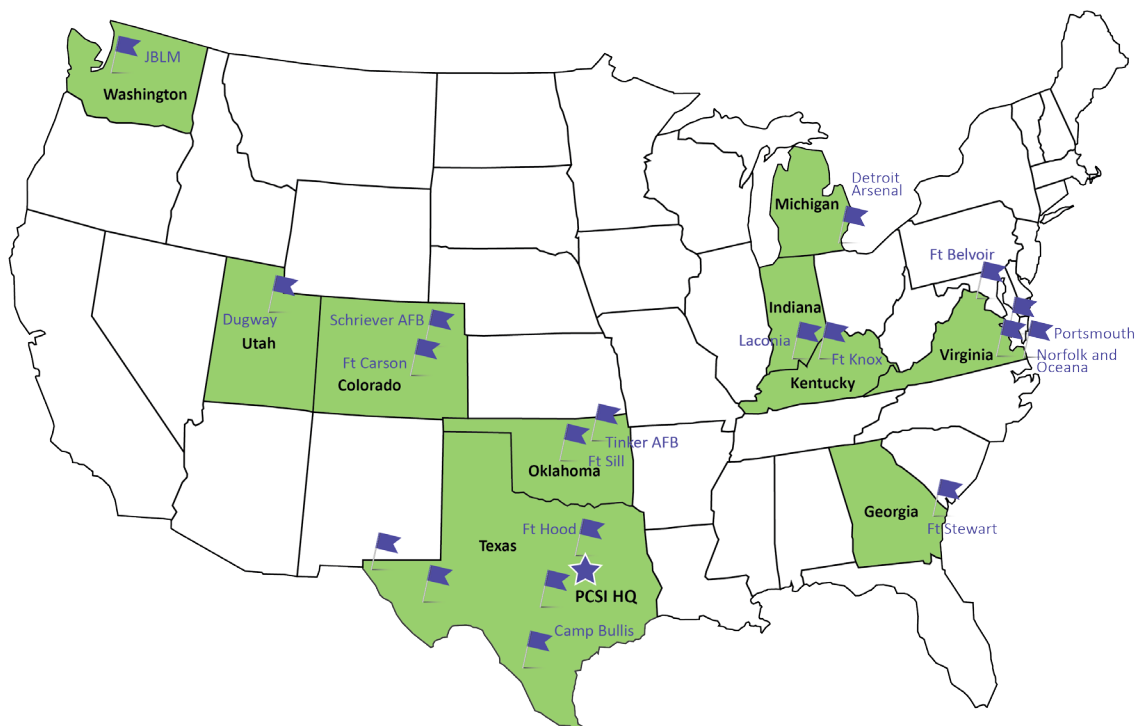 JBLM
Washington
Detroit
Arsenal
Michigan
Ft Belvoir
Indiana
Dugway
Schriever AFB
Utah
Laconia
Ft Knox
Portsmouth
Virginia
Norfolk and
Oceana
Ft Carson
Colorado
Kentucky
Tinker AFB
Ft Sill
Oklahoma
Georgia
Ft Hood
Ft Stewart
Texas
PCSI HQ
Camp Bullis